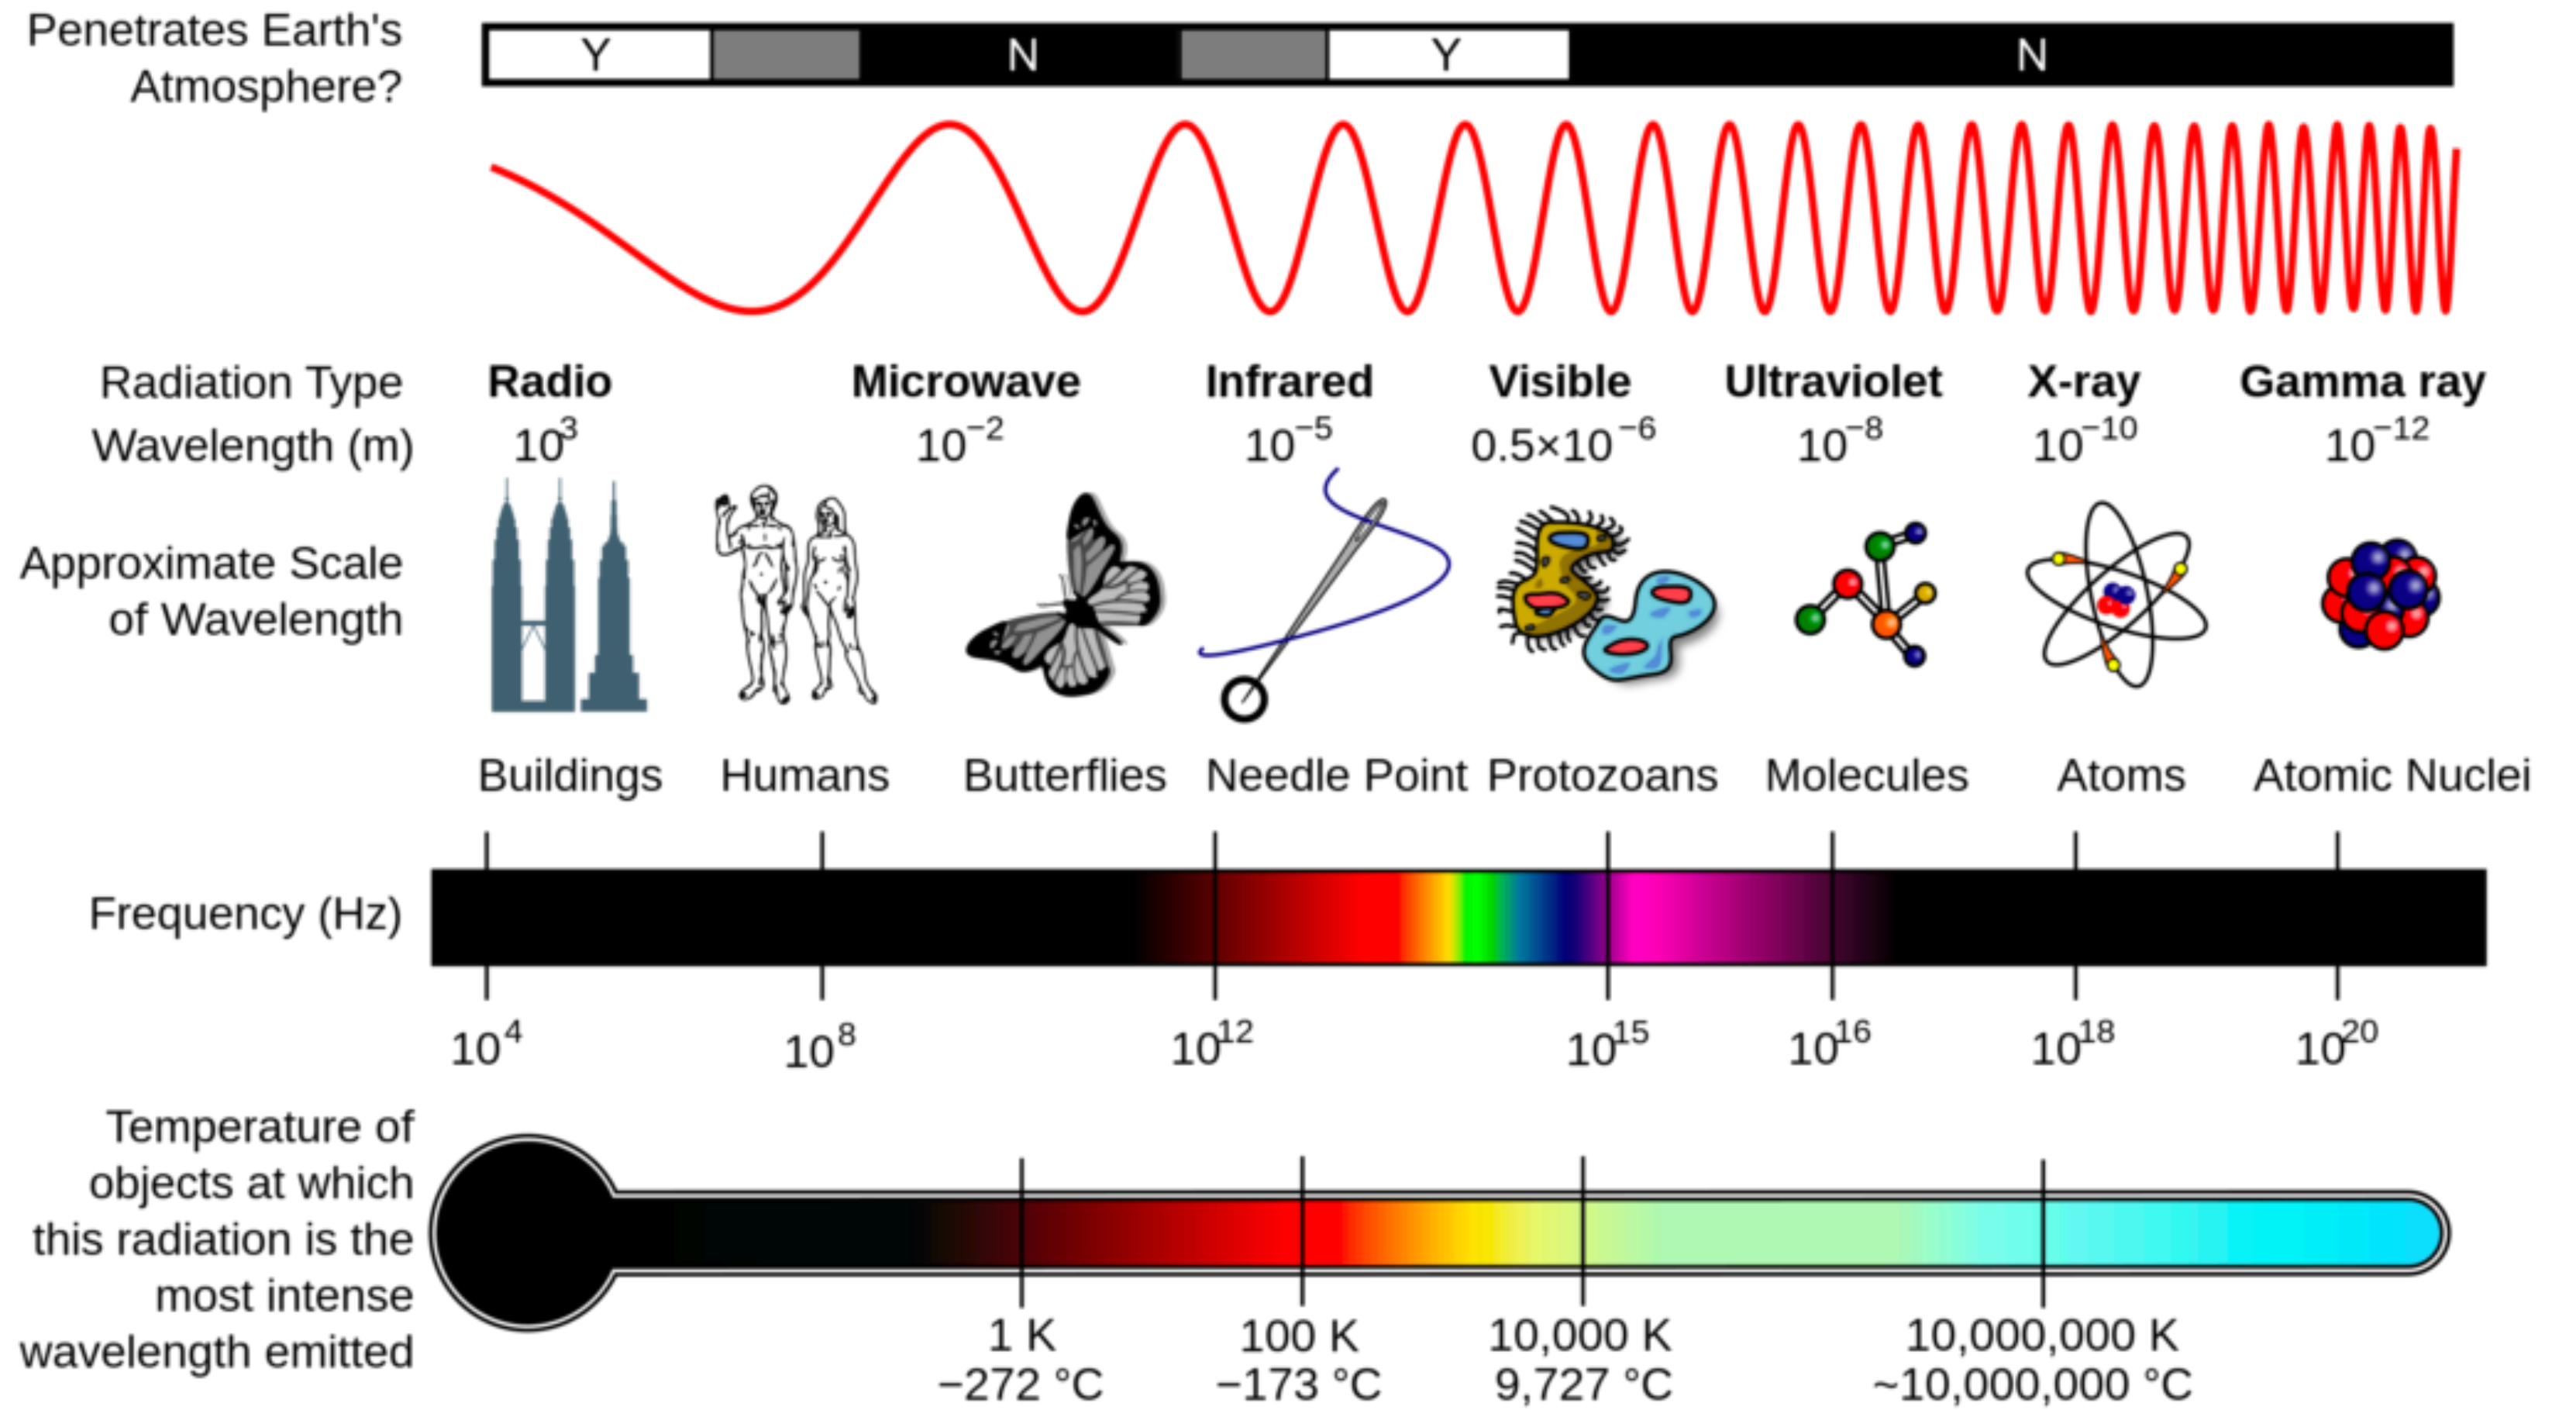 Penetrates Earth's
Atmosphere?
Y N Y N
Radiation Type
Radio Microwave Infrared Visible Ultraviolet X-ray Gamma ray
Wavelength (m)
10³ 10⁻² 10⁻⁵ 0.5×10⁻⁶ 10⁻⁸ 10⁻¹⁰ 10⁻¹²
Approximate Scale
of Wavelength
Buildings Humans Butterflies Needle Point Protozoans Molecules Atoms Atomic Nuclei
Frequency (Hz)
10⁴ 10⁸ 10¹² 10¹⁵ 10¹⁶ 10¹⁸ 10²⁰
Temperature of
objects at which
this radiation is the
most intense
wavelength emitted
1 K 100 K 10,000 K 10,000,000 K
−272 °C −173 °C 9,727 °C ~10,000,000 °C